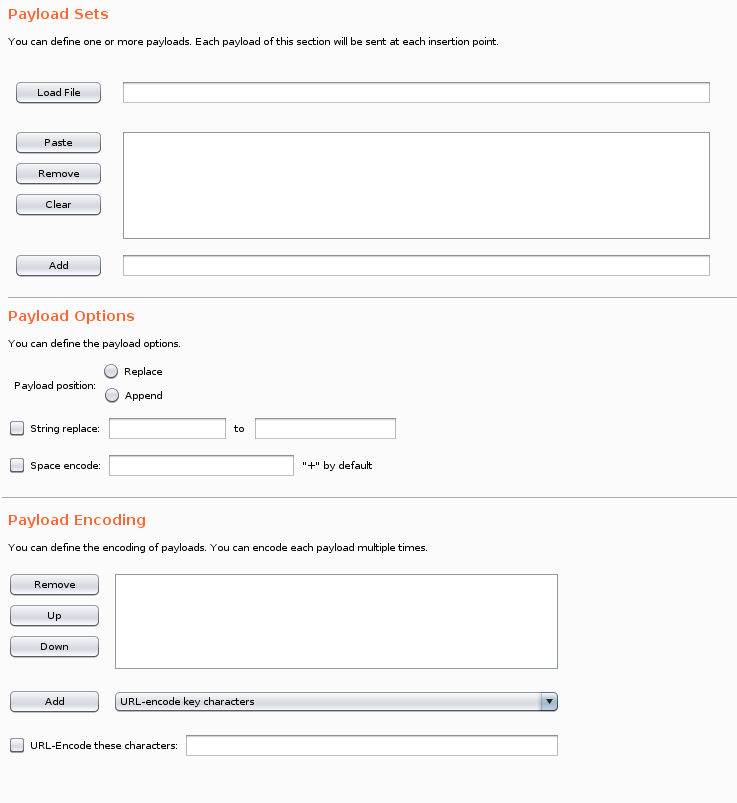 Payload Sets
You can define one or more payloads. Each payload of this section will be sent at each insertion point.
Load File
Paste
Remove
Clear
Add
Payload Options
You can define the payload options.
Payload position:
Replace
Append
String replace:
to
Space encode:
"+" by default
Payload Encoding
You can define the encoding of payloads. You can encode each payload multiple times.
Remove
Up
Down
Add
URL-encode key characters
URL-Encode these characters: